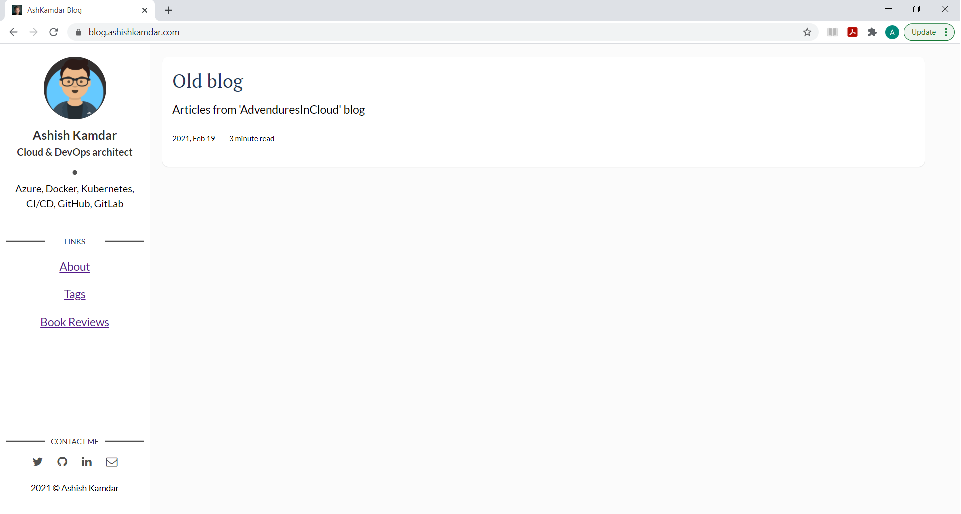 AshKamdar Blog
blog.ashishkamdar.com
A
Update
Ashish Kamdar
Cloud & DevOps architect
Azure, Docker, Kubernetes,
CI/CD, GitHub, GitLab
LINKS
About
Tags
Book Reviews
CONTACT ME
2021 © Ashish Kamdar
Old blog
Articles from 'AdvenduresInCloud' blog
2021, Feb 19 3 minute read